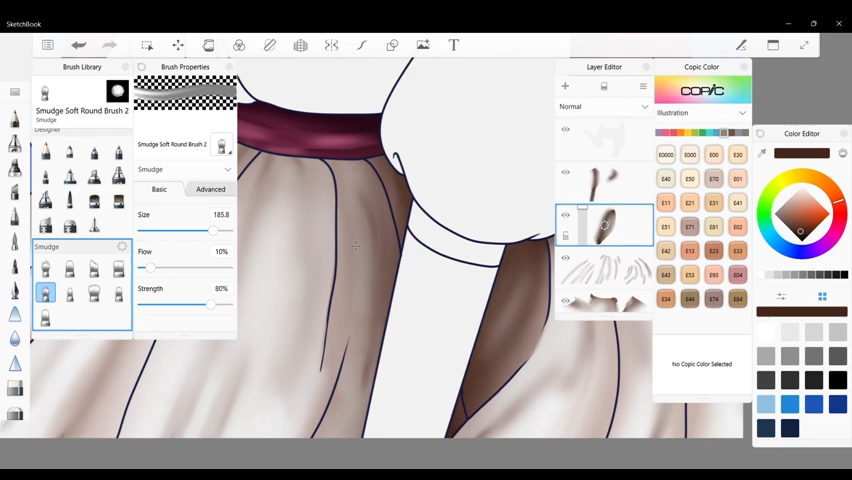 SketchBook
T
Brush Library
Brush Properties
Layer Editor
Copic Color
COPIC
Smudge Soft Round Brush 2
Smudge
Designer
Smudge Soft Round Brush 2
Smudge
Basic
Advanced
Size
185.8
Flow
10%
Strength
80%
Smudge
Normal
Illustration
E0000 E000 E00 E30
E40 E50 E70 E01
E11 E21 E31 E41
E51 E71 E81 E02
E42 E13 E23 E33
E43 E53 E93 E04
E34 E44 E74 E84
No Copic Color Selected
Color Editor